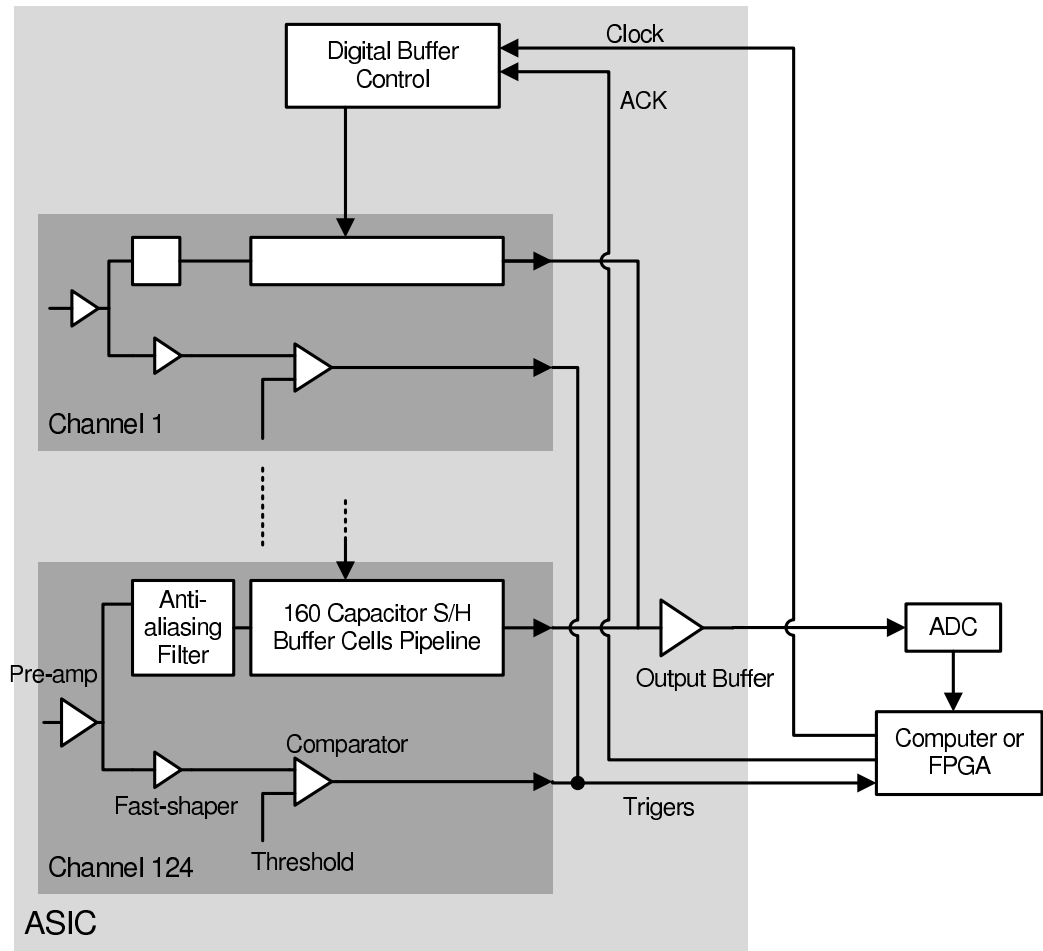 Clock
Digital Buffer
Control
ACK
Channel 1
Anti-
aliasing
Filter
160 Capacitor S/H
Buffer Cells Pipeline
ADC
Pre-amp
Output Buffer
Comparator
Computer or
FPGA
Fast-shaper
Trigers
Threshold
Channel 124
ASIC